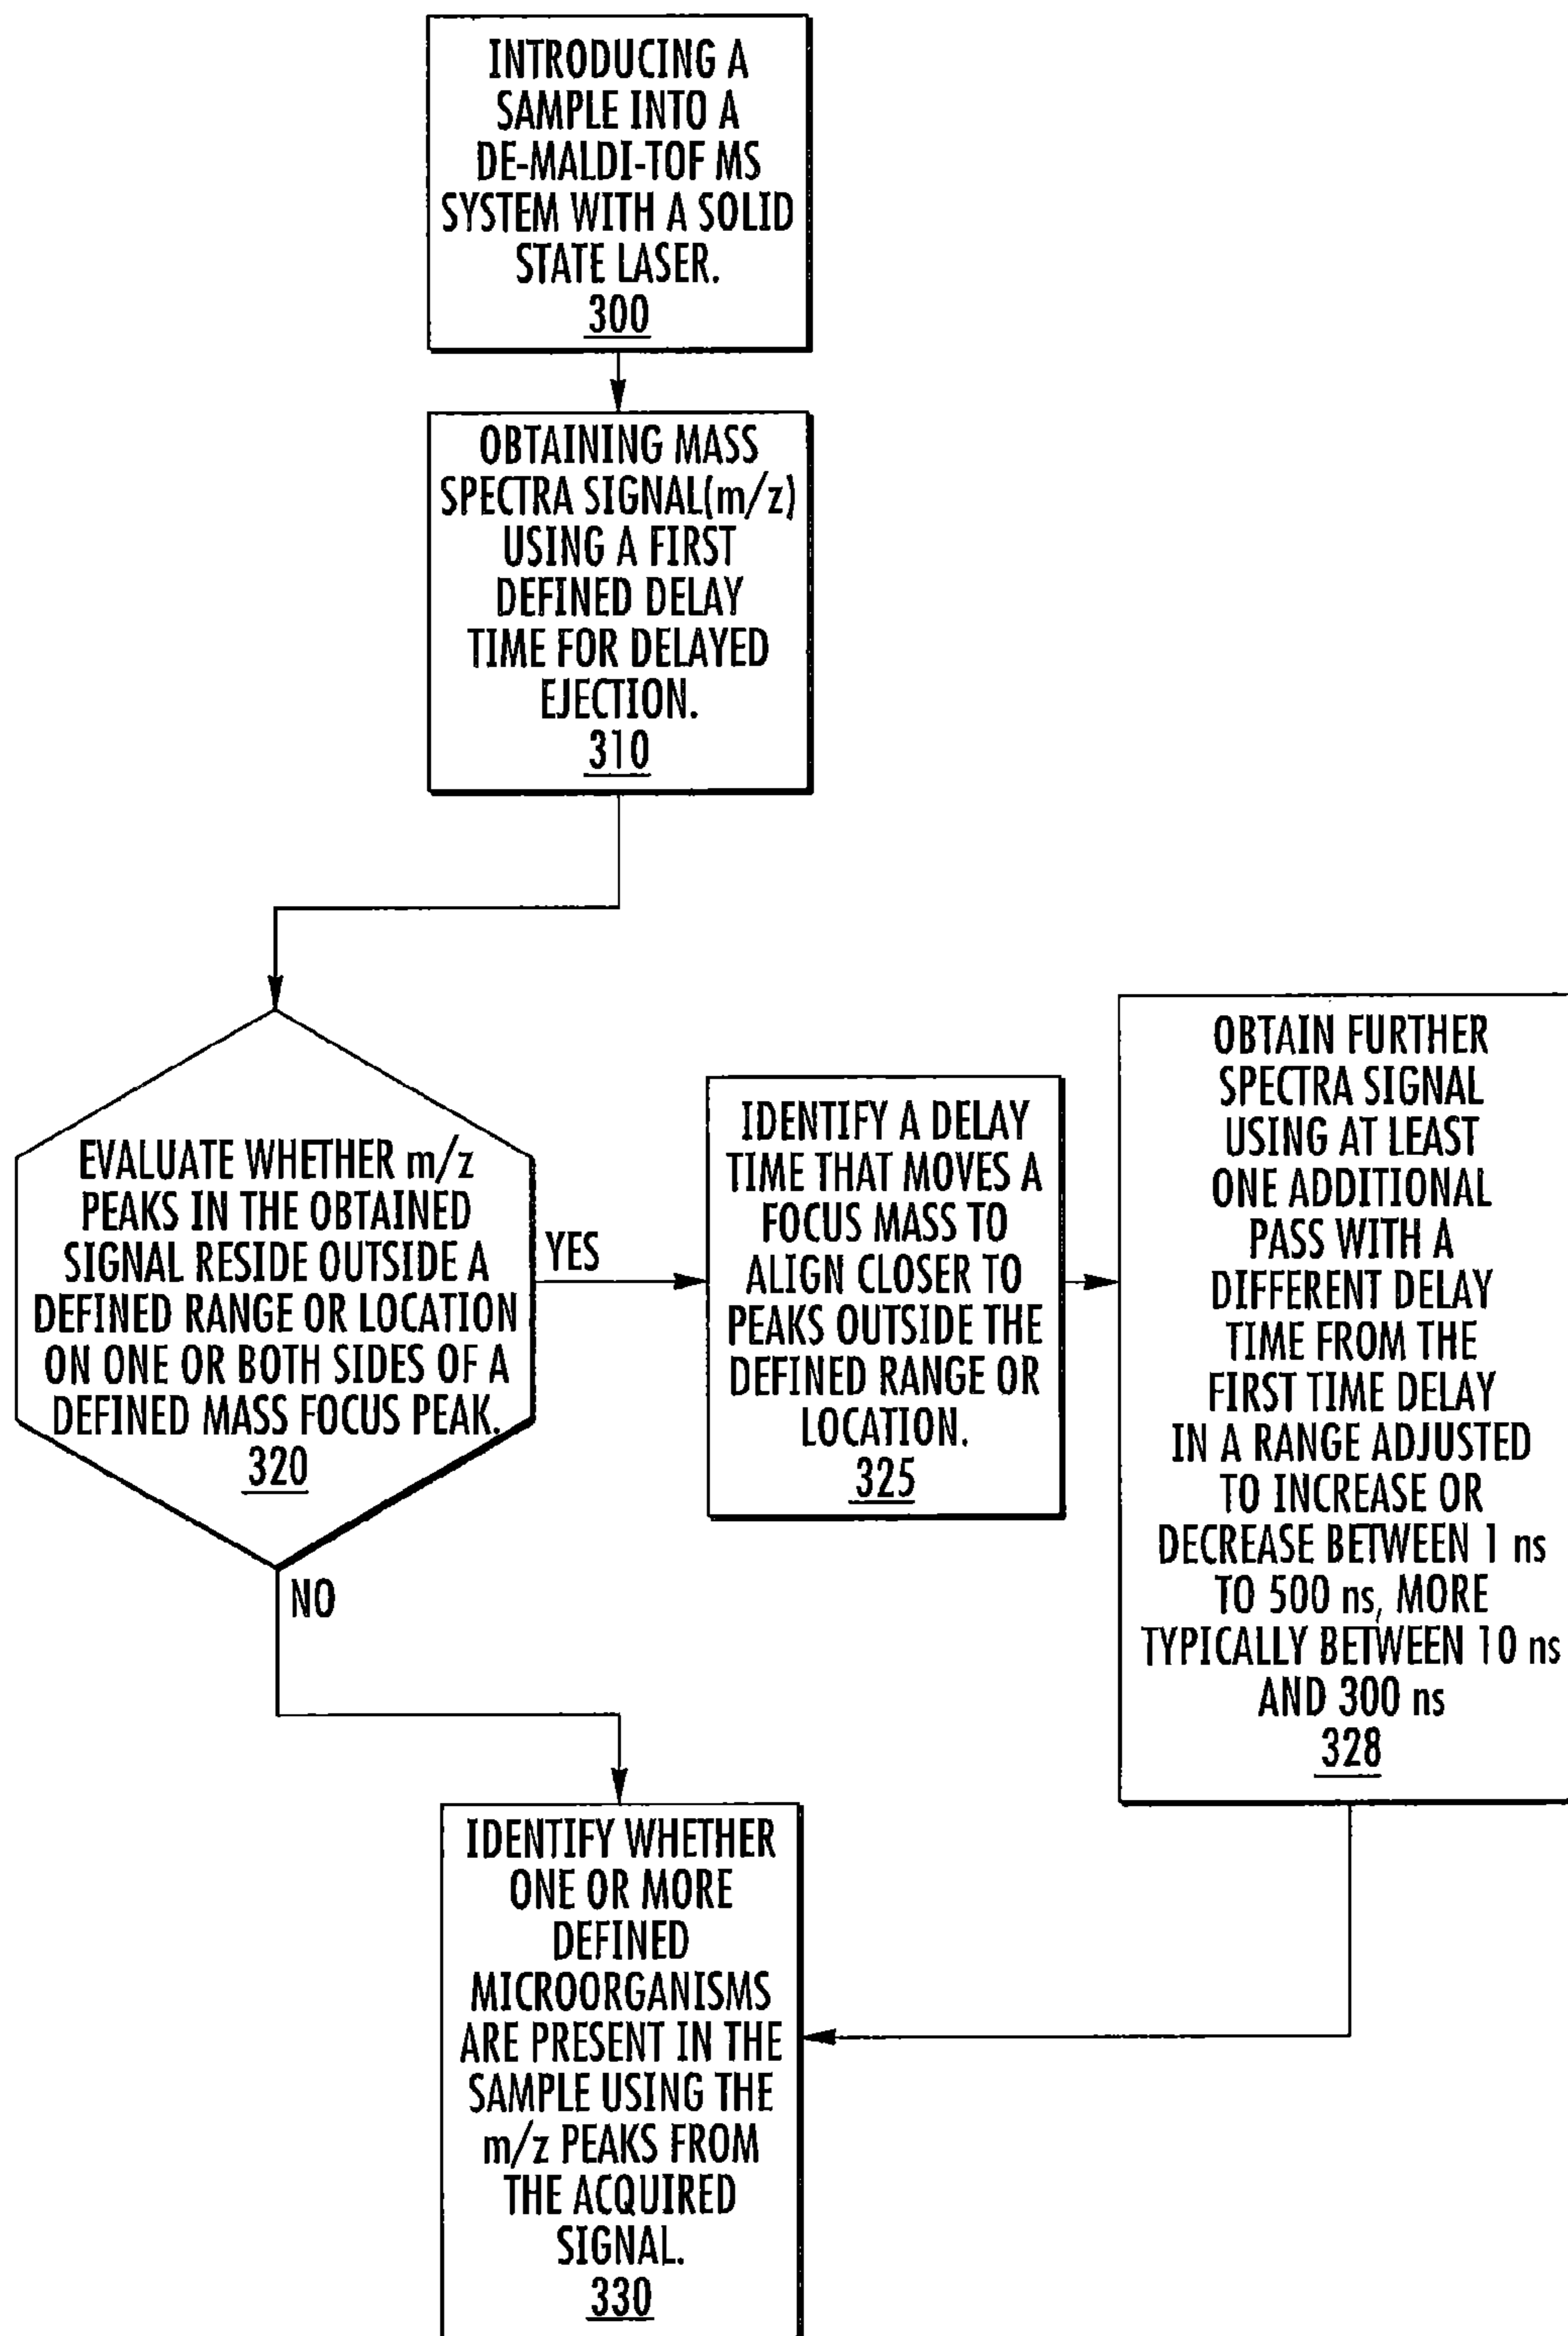 INTRODUCING A
SAMPLE INTO A
DE-MALDI-TOF MS
SYSTEM WITH A SOLID
STATE LASER.
300
OBTAINING MASS
SPECTRA SIGNAL(m/z)
USING A FIRST
DEFINED DELAY
TIME FOR DELAYED
EJECTION.
310
EVALUATE WHETHER m/z
PEAKS IN THE OBTAINED
SIGNAL RESIDE OUTSIDE A
DEFINED RANGE OR LOCATION
ON ONE OR BOTH SIDES OF A
DEFINED MASS FOCUS PEAK.
320
YES
NO
IDENTIFY A DELAY
TIME THAT MOVES A
FOCUS MASS TO
ALIGN CLOSER TO
PEAKS OUTSIDE THE
DEFINED RANGE OR
LOCATION.
325
OBTAIN FURTHER
SPECTRA SIGNAL
USING AT LEAST
ONE ADDITIONAL
PASS WITH A
DIFFERENT DELAY
TIME FROM THE
FIRST TIME DELAY
IN A RANGE ADJUSTED
TO INCREASE OR
DECREASE BETWEEN 1 ns
TO 500 ns, MORE
TYPICALLY BETWEEN 10 ns
AND 300 ns
328
IDENTIFY WHETHER
ONE OR MORE
DEFINED
MICROORGANISMS
ARE PRESENT IN THE
SAMPLE USING THE
m/z PEAKS FROM
THE ACQUIRED
SIGNAL.
330